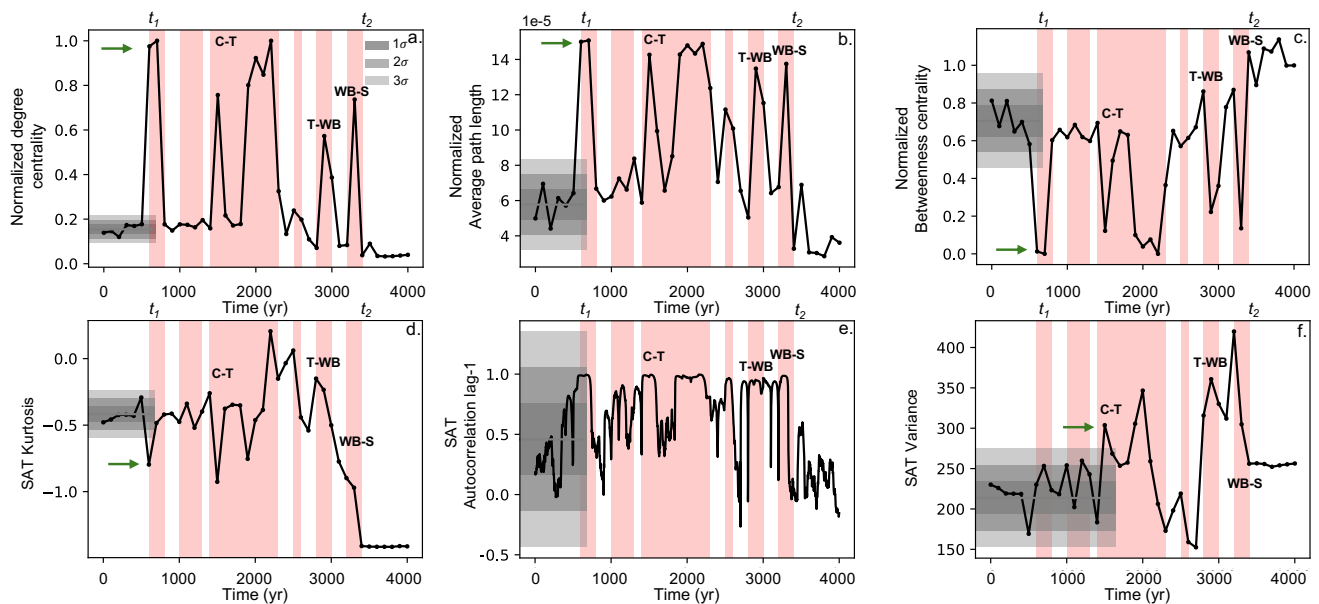 t1 t2
a.
C-T
1σ
2σ
3σ
WB-S
T-WB
Normalized degree
centrality
1.0
0.8
0.6
0.4
0.2
0.0
0 1000 2000 3000 4000
Time (yr)
1e-5 t1 t2
b.
C-T
T-WB
WB-S
Normalized
Average path length
14
12
10
8
6
4
0 1000 2000 3000 4000
Time (yr)
t1 t2
c.
WB-S
T-WB
C-T
Normalized
Betweenness centrality
1.0
0.8
0.6
0.4
0.2
0.0
0 1000 2000 3000 4000
Time (yr)
t1 t2
d.
T-WB
C-T
WB-S
SAT Kurtosis
0.0
−0.5
−1.0
0 1000 2000 3000 4000
Time (yr)
t1 t2
e.
C-T
WB-S
T-WB
SAT
Autocorrelation lag-1
1.0
0.5
0.0
-0.5
0 1000 2000 3000 4000
Time (yr)
t1 t2
f.
T-WB
C-T
WB-S
SAT Variance
400
350
300
250
200
150
0 1000 2000 3000 4000
Time (yr)